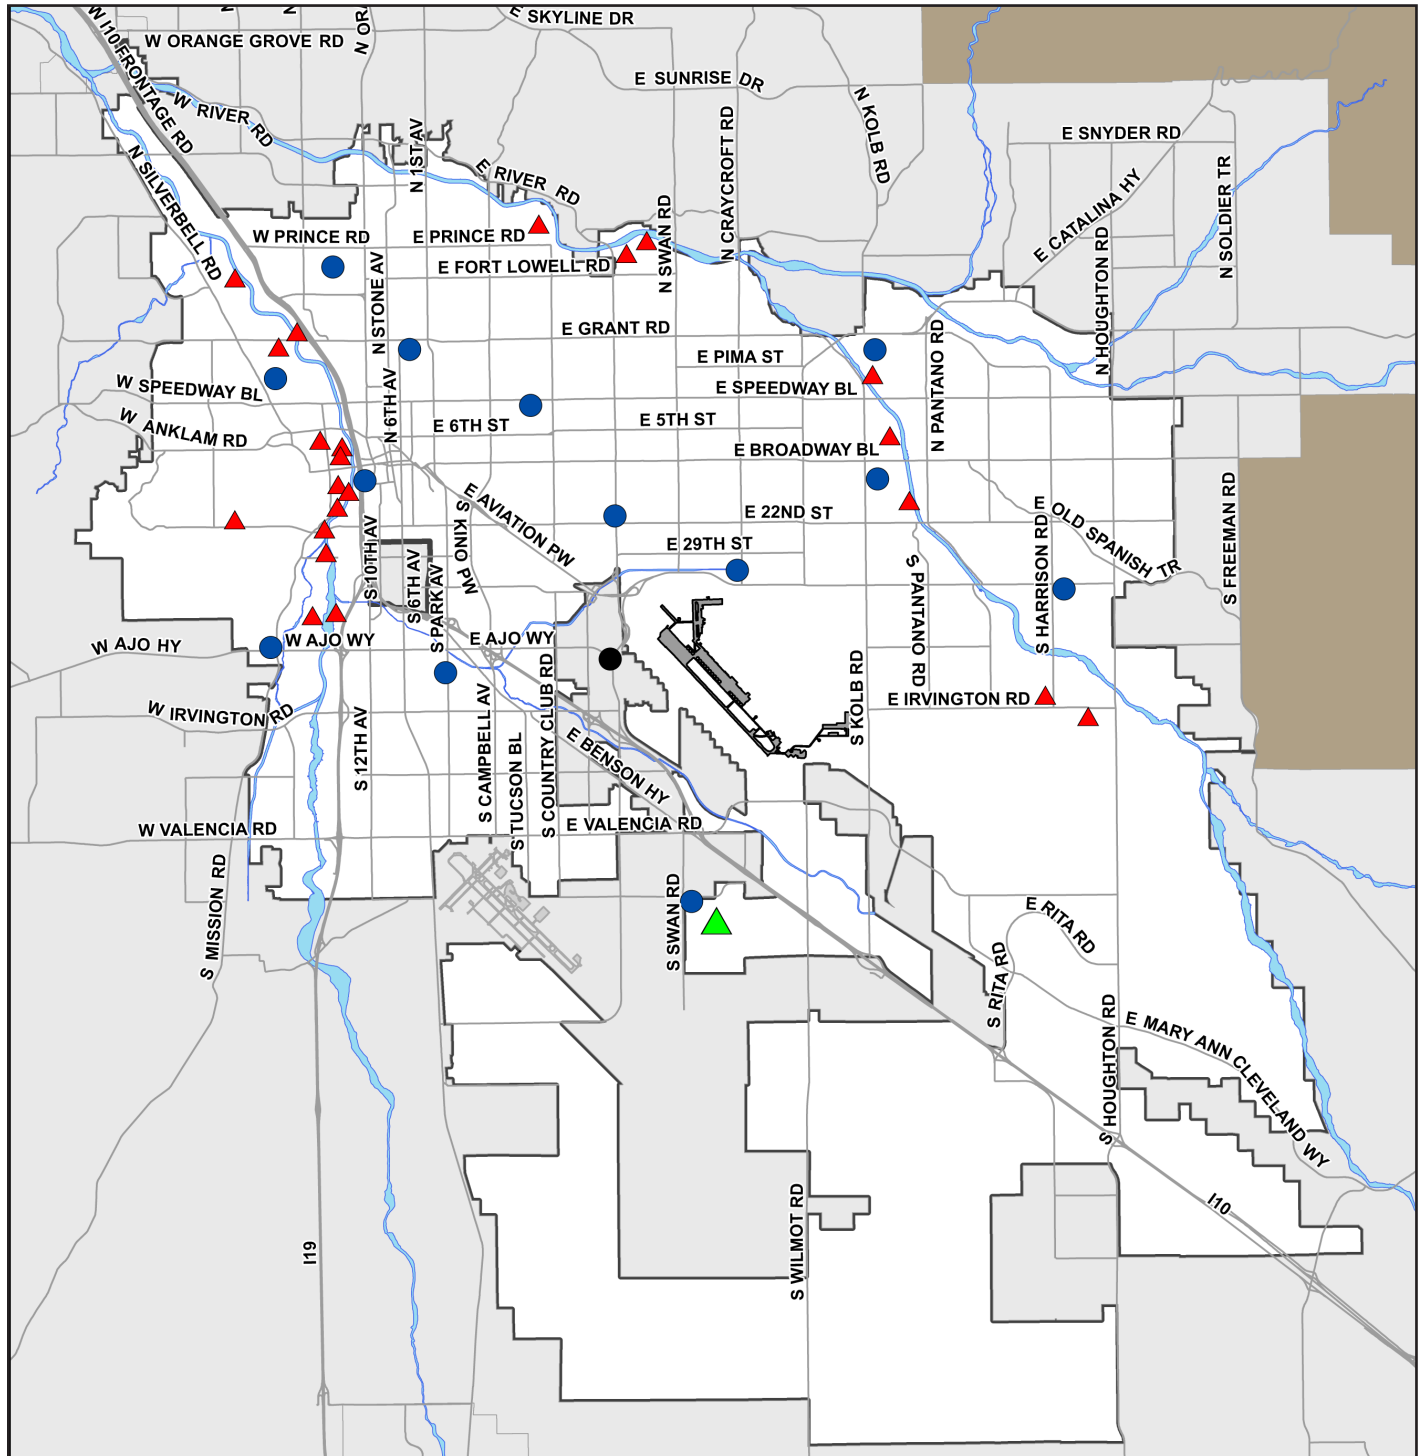 E SKYLINE DR
W ORANGE GROVE RD
N OR
W I10 FRONTAGE RD
E SUNRISE DR
W RIVER RD
N KOLB RD
E SNYDER RD
N 1ST AV
N CRAYCROFT RD
N SILVERBELL RD
E RIVER RD
N SOLDIER TR
E CATALINA HY
N SWAN RD
W PRINCE RD
E PRINCE RD
E FORT LOWELL RD
N HOUGHTON RD
N STONE AV
E GRANT RD
N PANTANO RD
E PIMA ST
W SPEEDWAY BL
E SPEEDWAY BL
N 6TH AV
W ANKLAM RD
E 6TH ST
E 5TH ST
E BROADWAY BL
E AVIATION PW
S KINO PW
E 22ND ST
E OLD SPANISH TR
S FREEMAN RD
S 10TH AV
E 29TH ST
S HARRISON RD
S 6TH AV
S PARK AV
S PANTANO RD
W AJO HY
W AJO WY
E AJO WY
S KOLB RD
W IRVINGTON RD
E IRVINGTON RD
S 12TH AV
S CAMPBELL AV
S TUCSON BL
S COUNTRY CLUB RD
E BENSON HY
W VALENCIA RD
E VALENCIA RD
S MISSION RD
S SWAN RD
E RITA RD
S RITA RD
S HOUGHTON RD
E MARY ANN CLEVELAND WY
I10
S WILMOT RD
I19